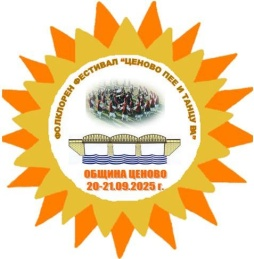 ФОЛКЛОРЕН ФЕСТИВАЛ "ЦЕНОВО ПЕЕ И ТАНЦУВА"
ОБЩИНА ЦЕНОВО
20-21.09.2025 г.